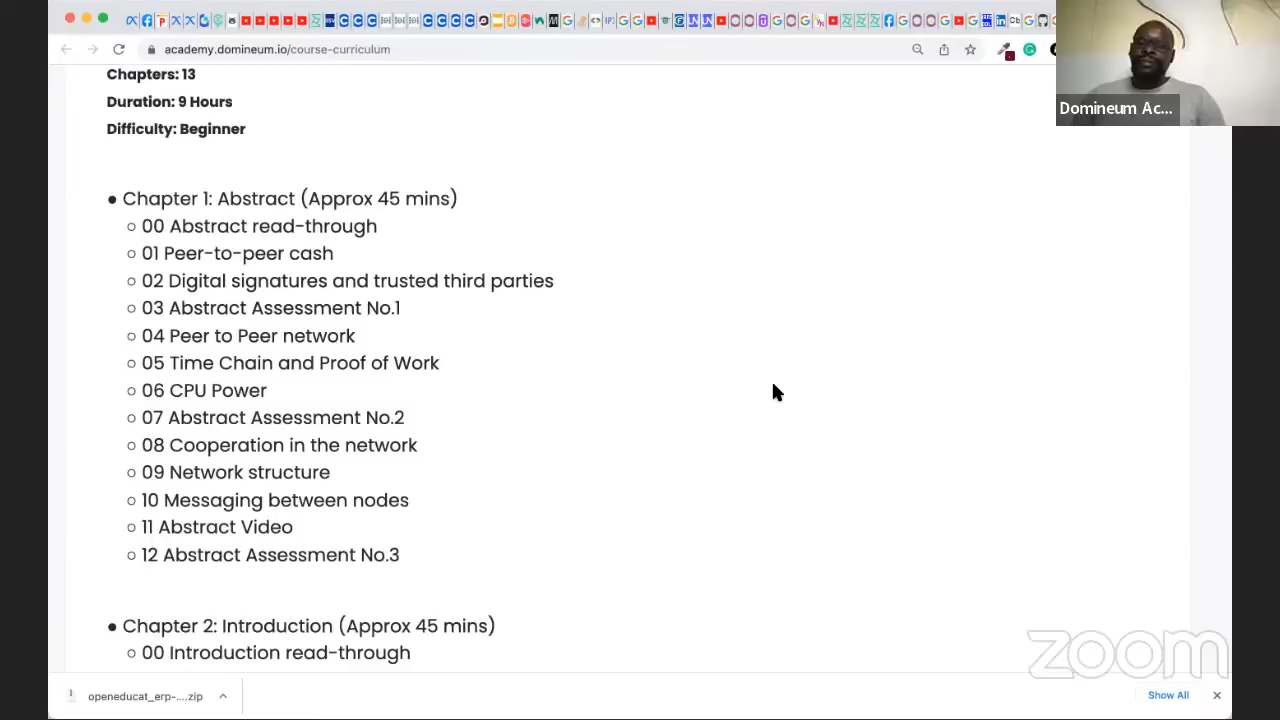 academy.domineum.io/course-curriculum
Domineum Ac...
Chapters: 13
Duration: 9 Hours
Difficulty: Beginner
● Chapter 1: Abstract (Approx 45 mins)
○ 00 Abstract read-through
○ 01 Peer-to-peer cash
○ 02 Digital signatures and trusted third parties
○ 03 Abstract Assessment No.1
○ 04 Peer to Peer network
○ 05 Time Chain and Proof of Work
○ 06 CPU Power
○ 07 Abstract Assessment No.2
○ 08 Cooperation in the network
○ 09 Network structure
○ 10 Messaging between nodes
○ 11 Abstract Video
○ 12 Abstract Assessment No.3
● Chapter 2: Introduction (Approx 45 mins)
○ 00 Introduction read-through
zoom
openeducat_erp-....zip
Show All